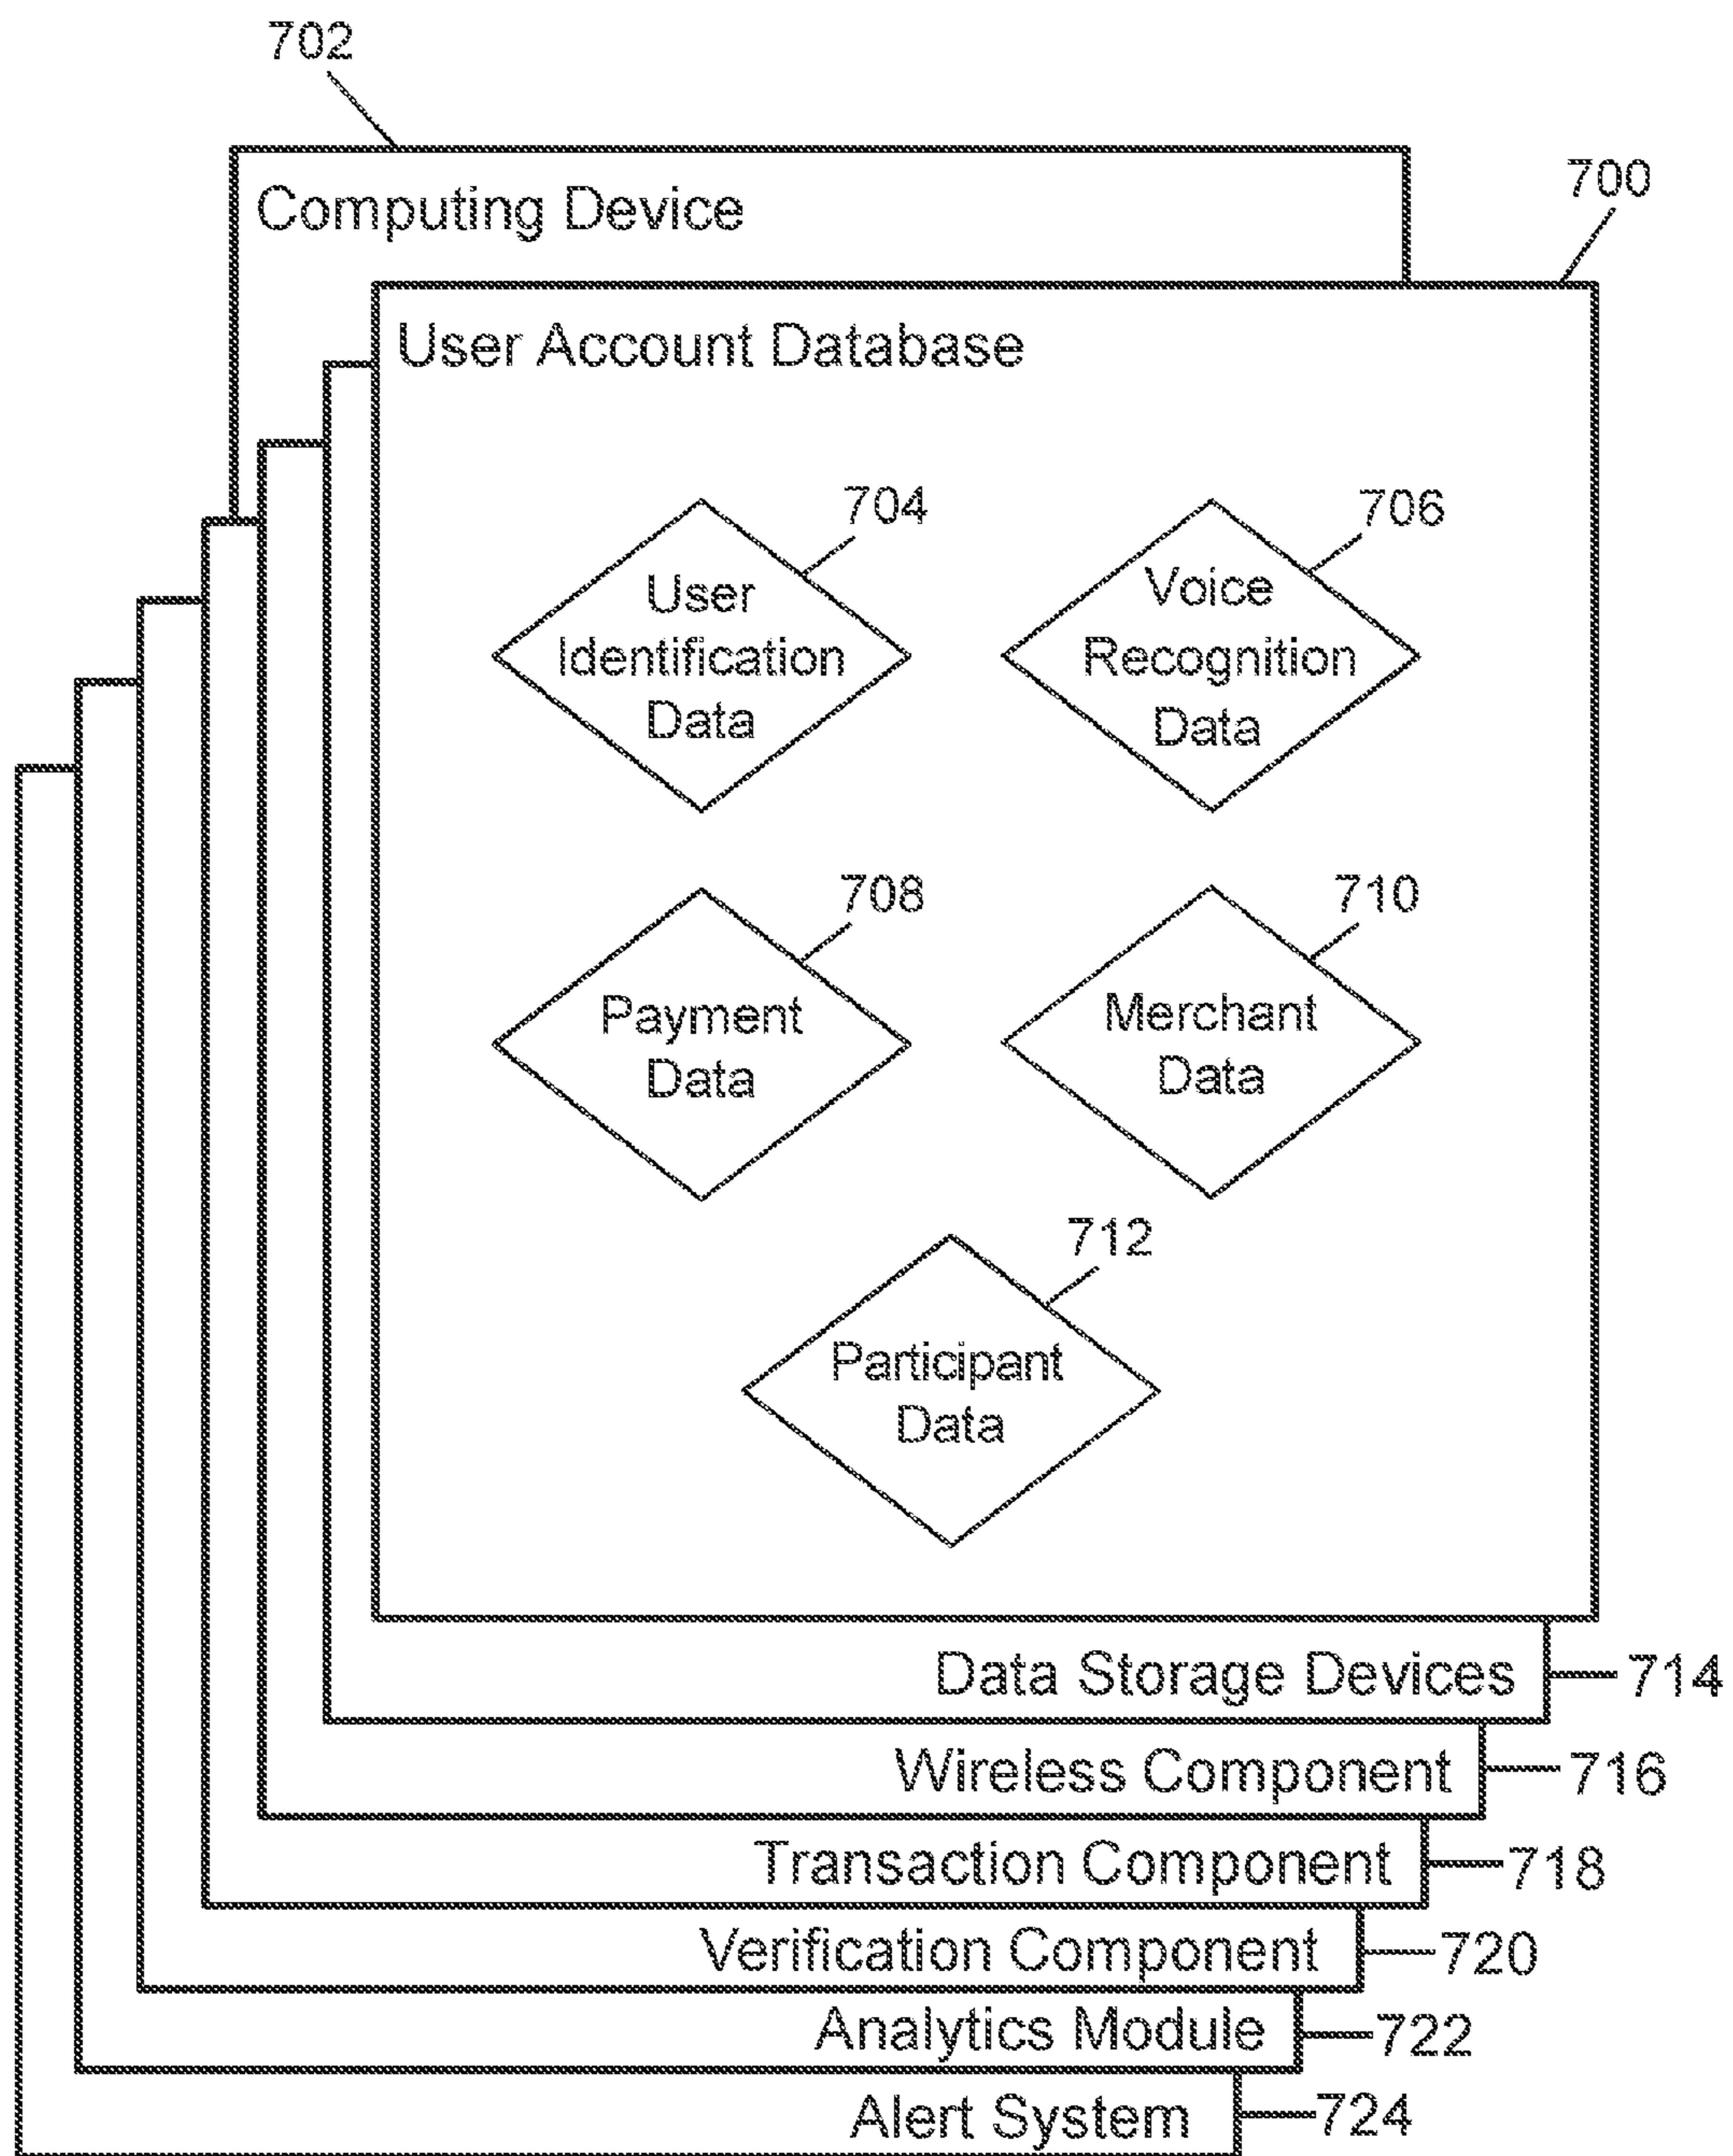 702
Computing Device
700
User Account Database
704
User
Identification
Data
706
Voice
Recognition
Data
708
Payment
Data
710
Merchant
Data
712
Participant
Data
Data Storage Devices 714
Wireless Component 716
Transaction Component 718
Verification Component 720
Analytics Module 722
Alert System 724